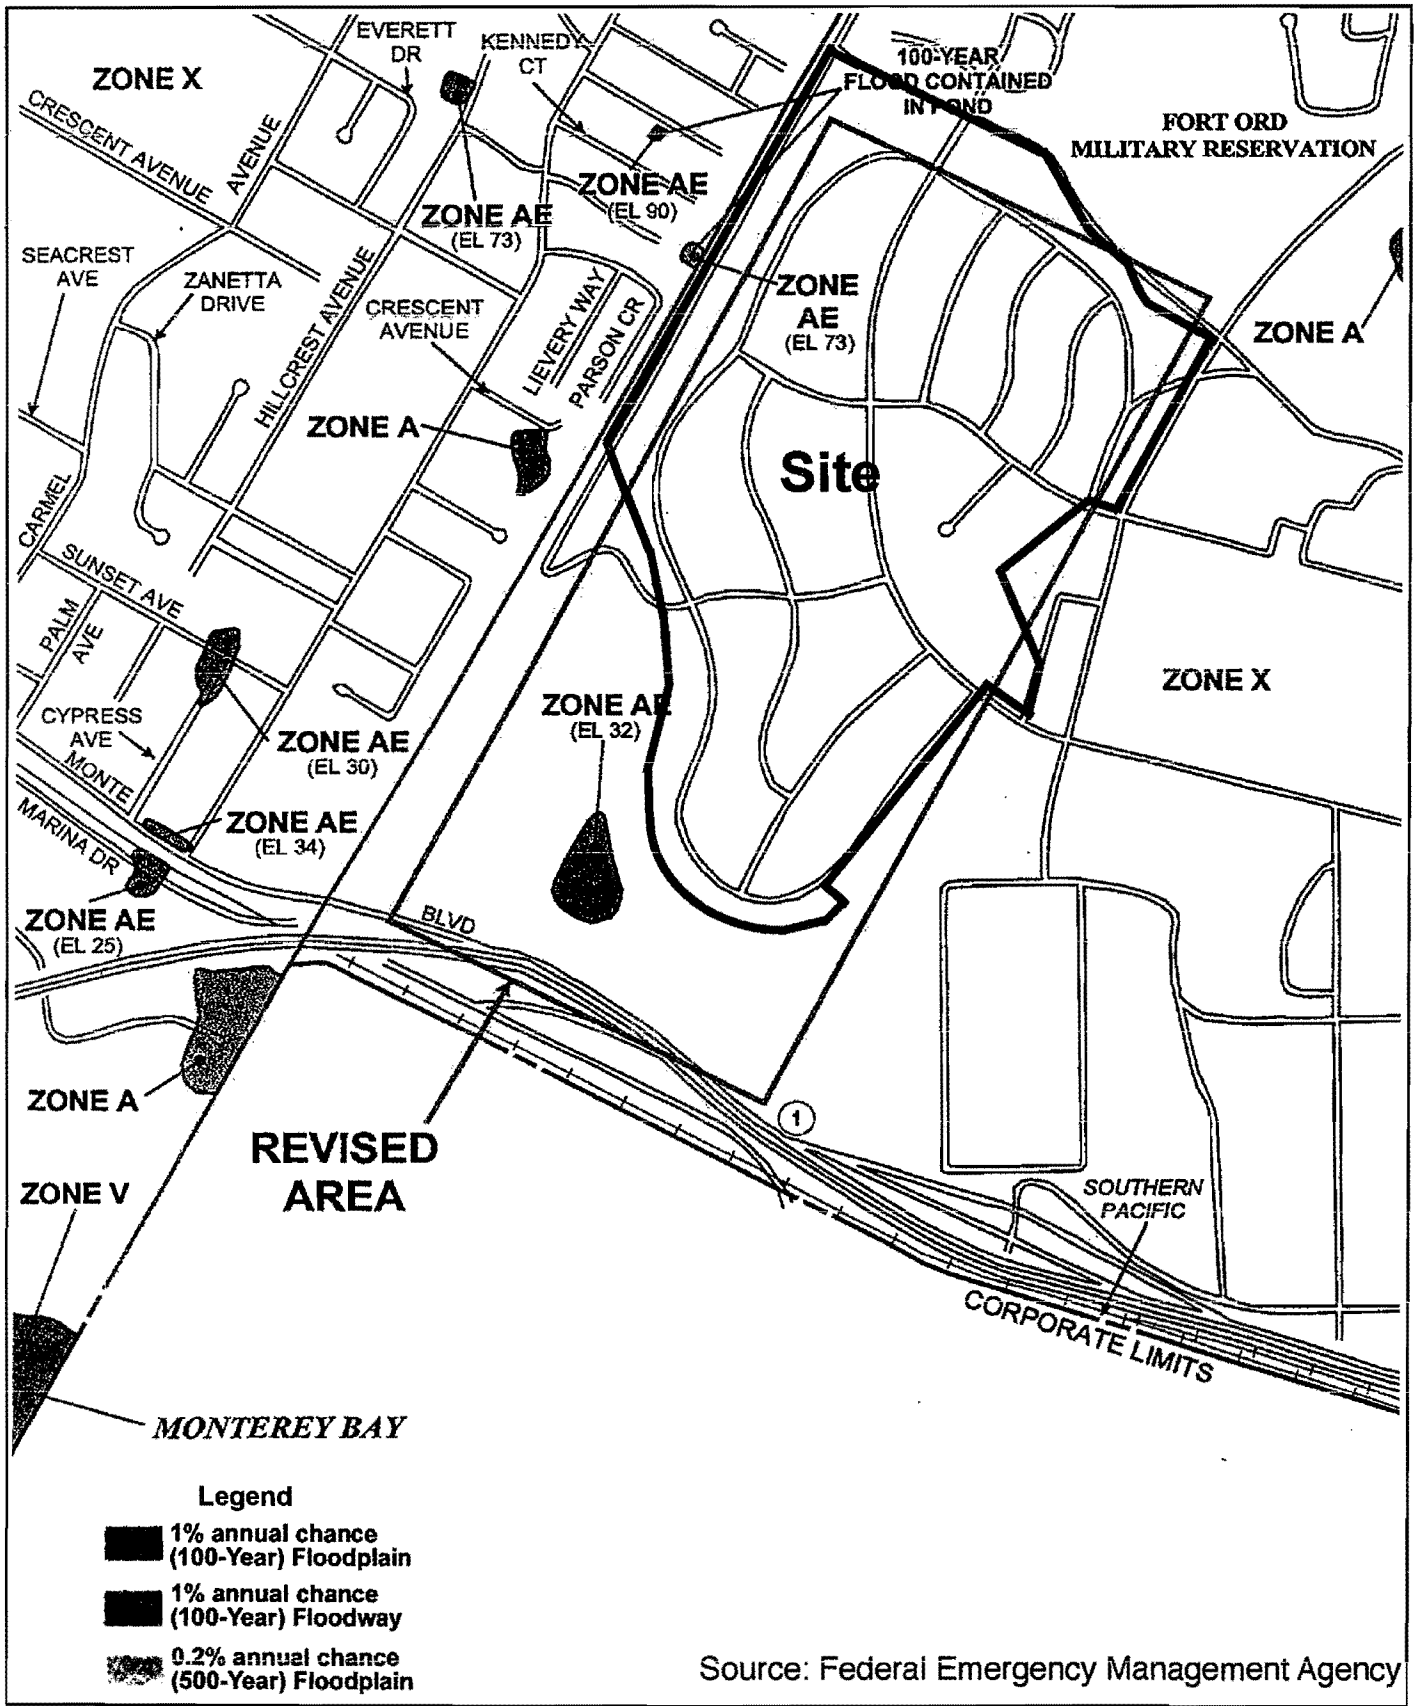 EVERETT
DR
KENNEDY
CT
100-YEAR
FLOOD CONTAINED
IN POND
ZONE X
FORT ORD
MILITARY RESERVATION
CRESCENT AVENUE
AVENUE
ZONE AE
(EL 90)
ZONE AE
(EL 73)
SEACREST
AVE
ZANETTA
DRIVE
HILLCREST AVENUE
CRESCENT
AVENUE
LIEVERY WAY
PARSON CR
ZONE
AE
(EL 73)
ZONE A
ZONE A
Site
CARMEL
SUNSET AVE
PALM
AVE
ZONE X
ZONE AE
(EL 32)
CYPRESS
AVE
ZONE AE
(EL 30)
MONTE
MARINA DR
ZONE AE
(EL 34)
ZONE AE
(EL 25)
BLVD
ZONE A
REVISED
AREA
1
ZONE V
SOUTHERN
PACIFIC
CORPORATE LIMITS
MONTEREY BAY
Legend
1% annual chance
(100-Year) Floodplain
1% annual chance
(100-Year) Floodway
0.2% annual chance
(500-Year) Floodplain
Source: Federal Emergency Management Agency